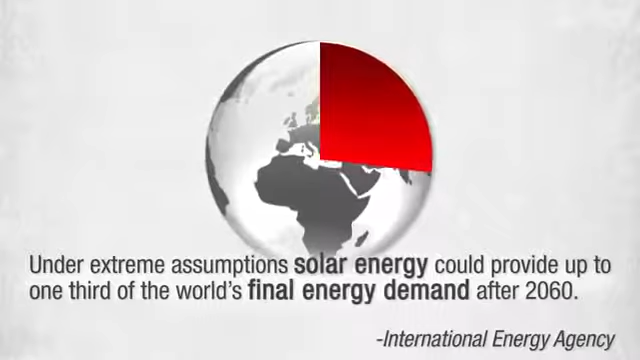 Under extreme assumptions solar energy could provide up to
one third of the world's final energy demand after 2060.
-International Energy Agency